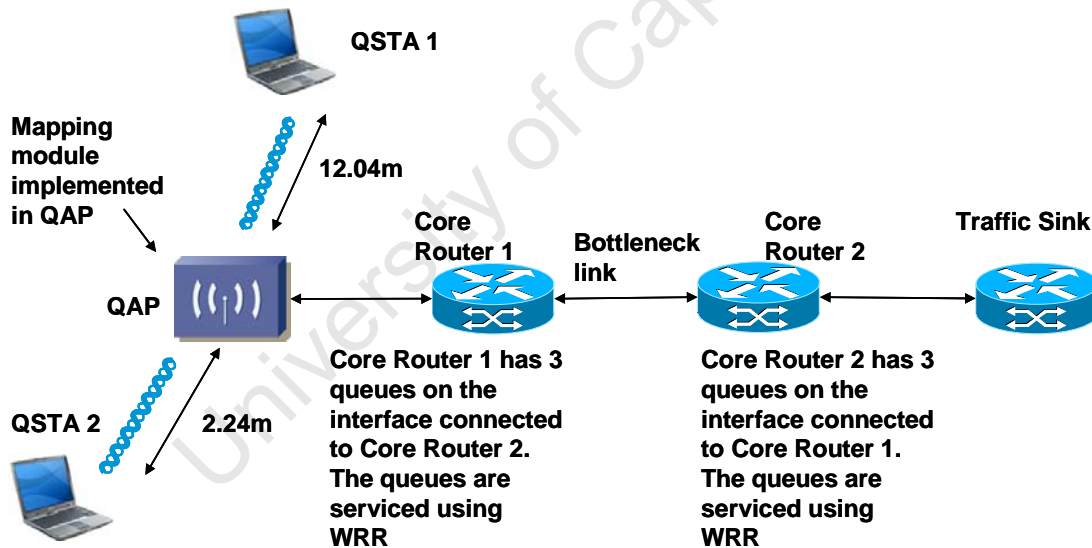 QSTA 1
Mapping
module
implemented
in QAP
12.04m
Core
Router 1
Bottleneck
link
Core
Router 2
Traffic Sink
QAP
QSTA 2
2.24m
Core Router 1 has 3
queues on the
interface connected
to Core Router 2.
The queues are
serviced using
WRR
Core Router 2 has 3
queues on the
interface connected
to Core Router 1.
The queues are
serviced using
WRR
University of Cap